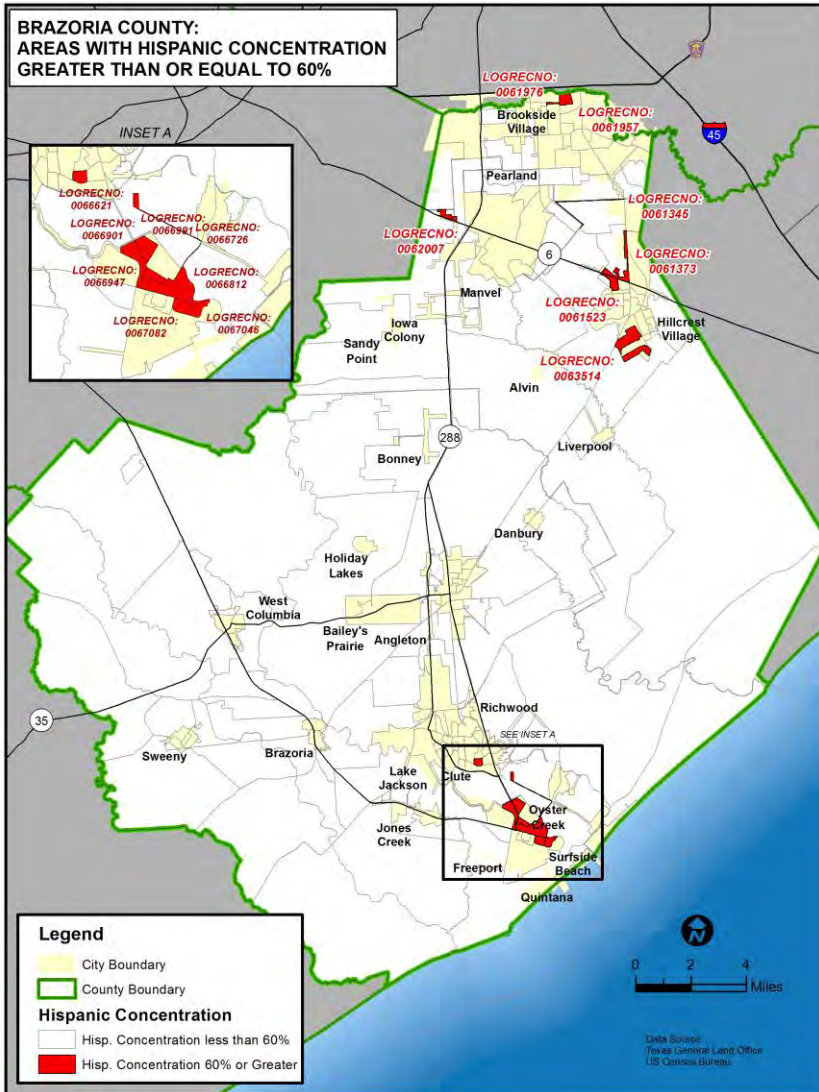 BRAZORIA COUNTY:
AREAS WITH HISPANIC CONCENTRATION
GREATER THAN OR EQUAL TO 60%
LOGRECNO:
0061976
Brookside
Village
LOGRECNO:
0061957
45
INSET A
LOGRECNO:
0066621
LOGRECNO:
0066901
LOGRECNO:
0066991
LOGRECNO:
0066726
LOGRECNO:
0066947
LOGRECNO:
0066812
LOGRECNO:
0067082
LOGRECNO:
0067046
Pearland
LOGRECNO:
0061345
LOGRECNO:
0062007
6
LOGRECNO:
0061373
Manvel
LOGRECNO:
0061523
Iowa
Colony
Hillcrest
Village
Sandy
Point
LOGRECNO:
0063514
Alvin
288
Liverpool
Bonney
Danbury
Holiday
Lakes
West
Columbia
Bailey's
Prairie
Angleton
35
Richwood
SEE INSET A
Sweeny
Brazoria
Lake
Jackson
Clute
Oyster
Creek
Jones
Creek
Surfside
Beach
Freeport
Quintana
Legend
City Boundary
County Boundary
Hispanic Concentration
Hisp. Concentration less than 60%
Hisp. Concentration 60% or Greater
N
0 2 4
Miles
Data Source
Texas General Land Office
US Census Bureau